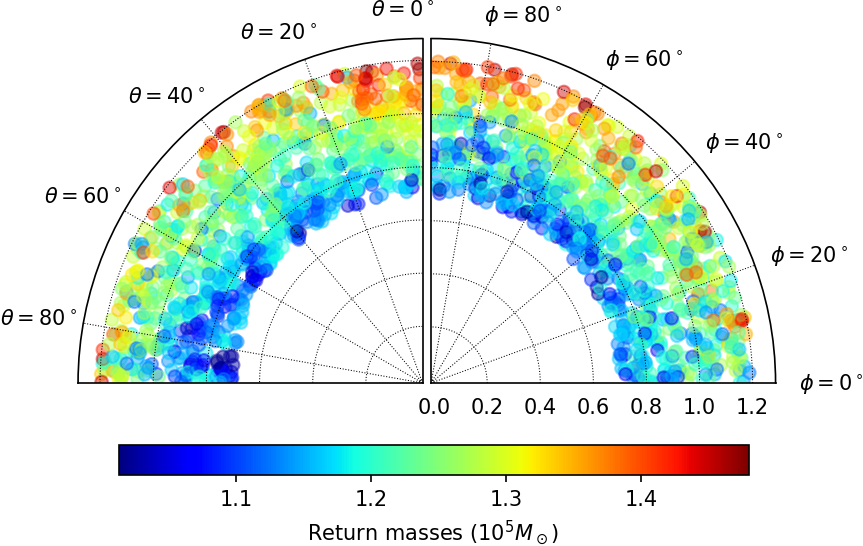 θ = 0° ϕ = 80°
θ = 20° ϕ = 60°
θ = 40° ϕ = 40°
θ = 60° ϕ = 20°
θ = 80° ϕ = 0°
0.0 0.2 0.4 0.6 0.8 1.0 1.2
1.1 1.2 1.3 1.4
Return masses (10⁵M☉)